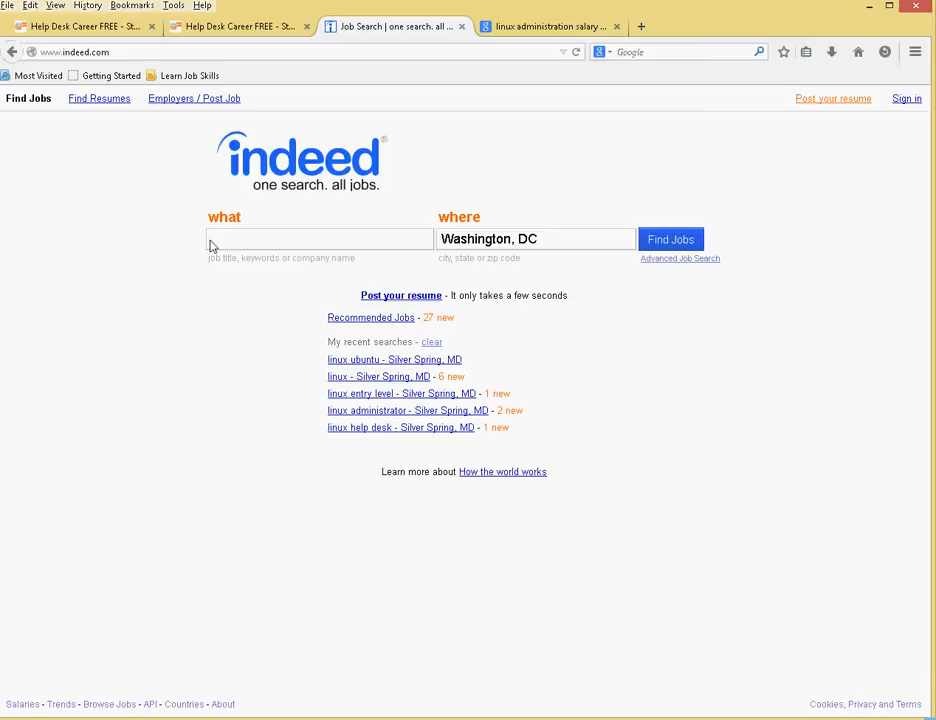 File Edit View History Bookmarks Tools Help
Help Desk Career FREE - St... Help Desk Career FREE - St... Job Search | one search. all ... linux administration salary ...
www.indeed.com Google
Most Visited Getting Started Learn Job Skills
Find Jobs Find Resumes Employers / Post Job Post your resume Sign in
indeed®
one search. all jobs.
what where
Washington, DC Find Jobs
job title, keywords or company name city, state or zip code Advanced Job Search
Post your resume - It only takes a few seconds
Recommended Jobs - 27 new
My recent searches - clear
linux ubuntu - Silver Spring, MD
linux - Silver Spring, MD - 6 new
linux entry level - Silver Spring, MD - 1 new
linux administrator - Silver Spring, MD - 2 new
linux help desk - Silver Spring, MD - 1 new
Learn more about How the world works
Salaries - Trends - Browse Jobs - API - Countries - About Cookies, Privacy and Terms